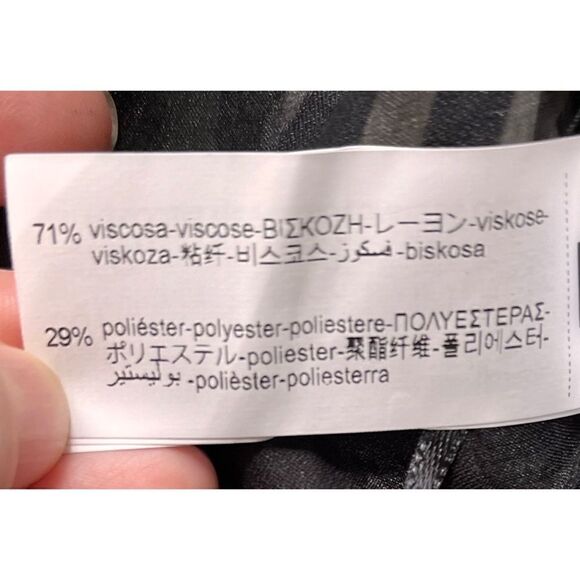 71% viscosa-viscose-ΒΙΣΚΟΖΗ-レーヨン-viskose-
viskoza-粘纤-비스코스-فسكوز-biskosa
29% poliéster-polyester-poliestere-ΠΟΛΥΕΣΤΕΡΑΣ-
ポリエステル-poliester-聚酯纤维-폴리에스터-
بوليستير-polièster-poliesterra